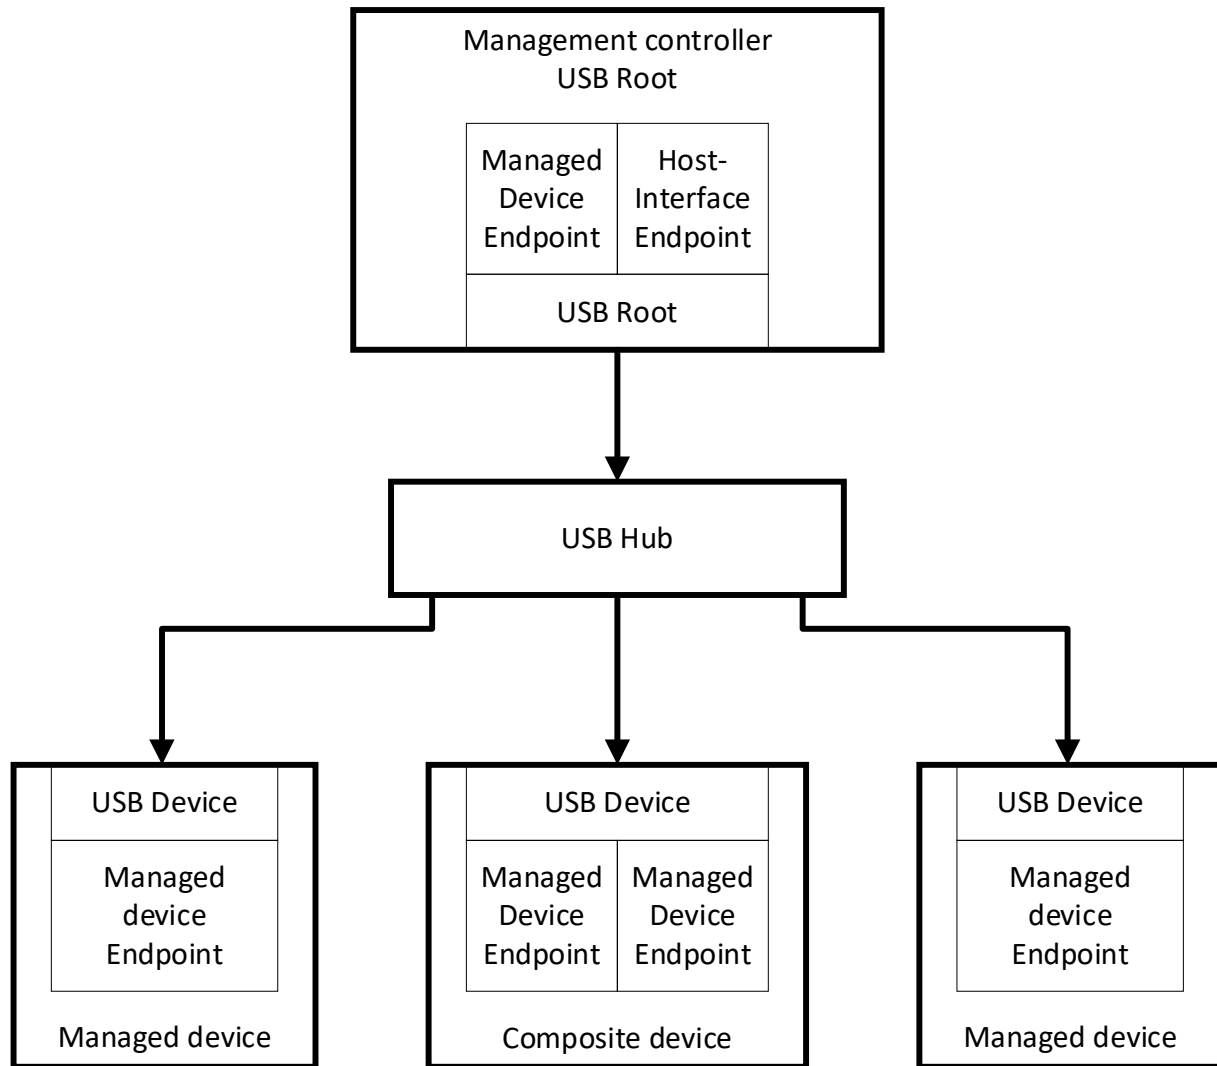 Management controller
USB Root
Managed
Device
Endpoint
Host-
Interface
Endpoint
USB Root
USB Hub
USB Device
Managed
device
Endpoint
Managed device
USB Device
Managed
Device
Endpoint
Managed
Device
Endpoint
Composite device
USB Device
Managed
device
Endpoint
Managed device